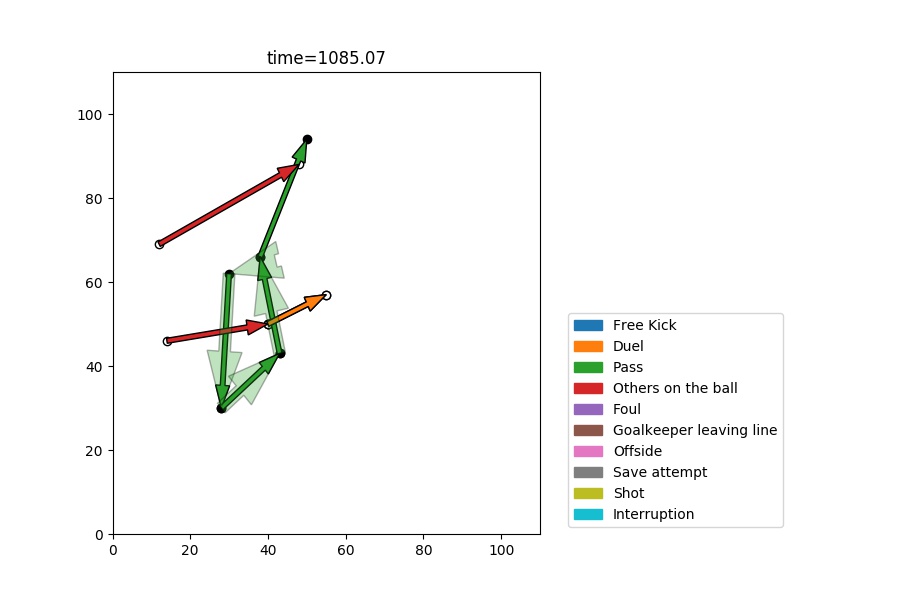 time=1085.07
100
80
60
40
20
0
0 20 40 60 80 100
Free Kick
Duel
Pass
Others on the ball
Foul
Goalkeeper leaving line
Offside
Save attempt
Shot
Interruption